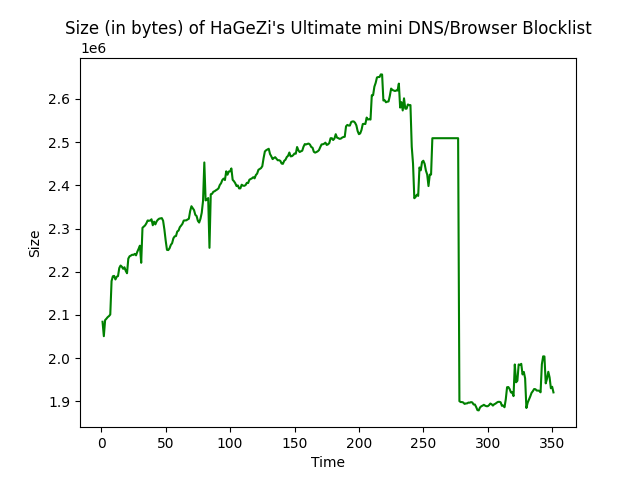 Size (in bytes) of HaGeZi's Ultimate mini DNS/Browser Blocklist
1e6
2.6
2.5
2.4
2.3
2.2
2.1
2.0
1.9
Size
0 50 100 150 200 250 300 350
Time